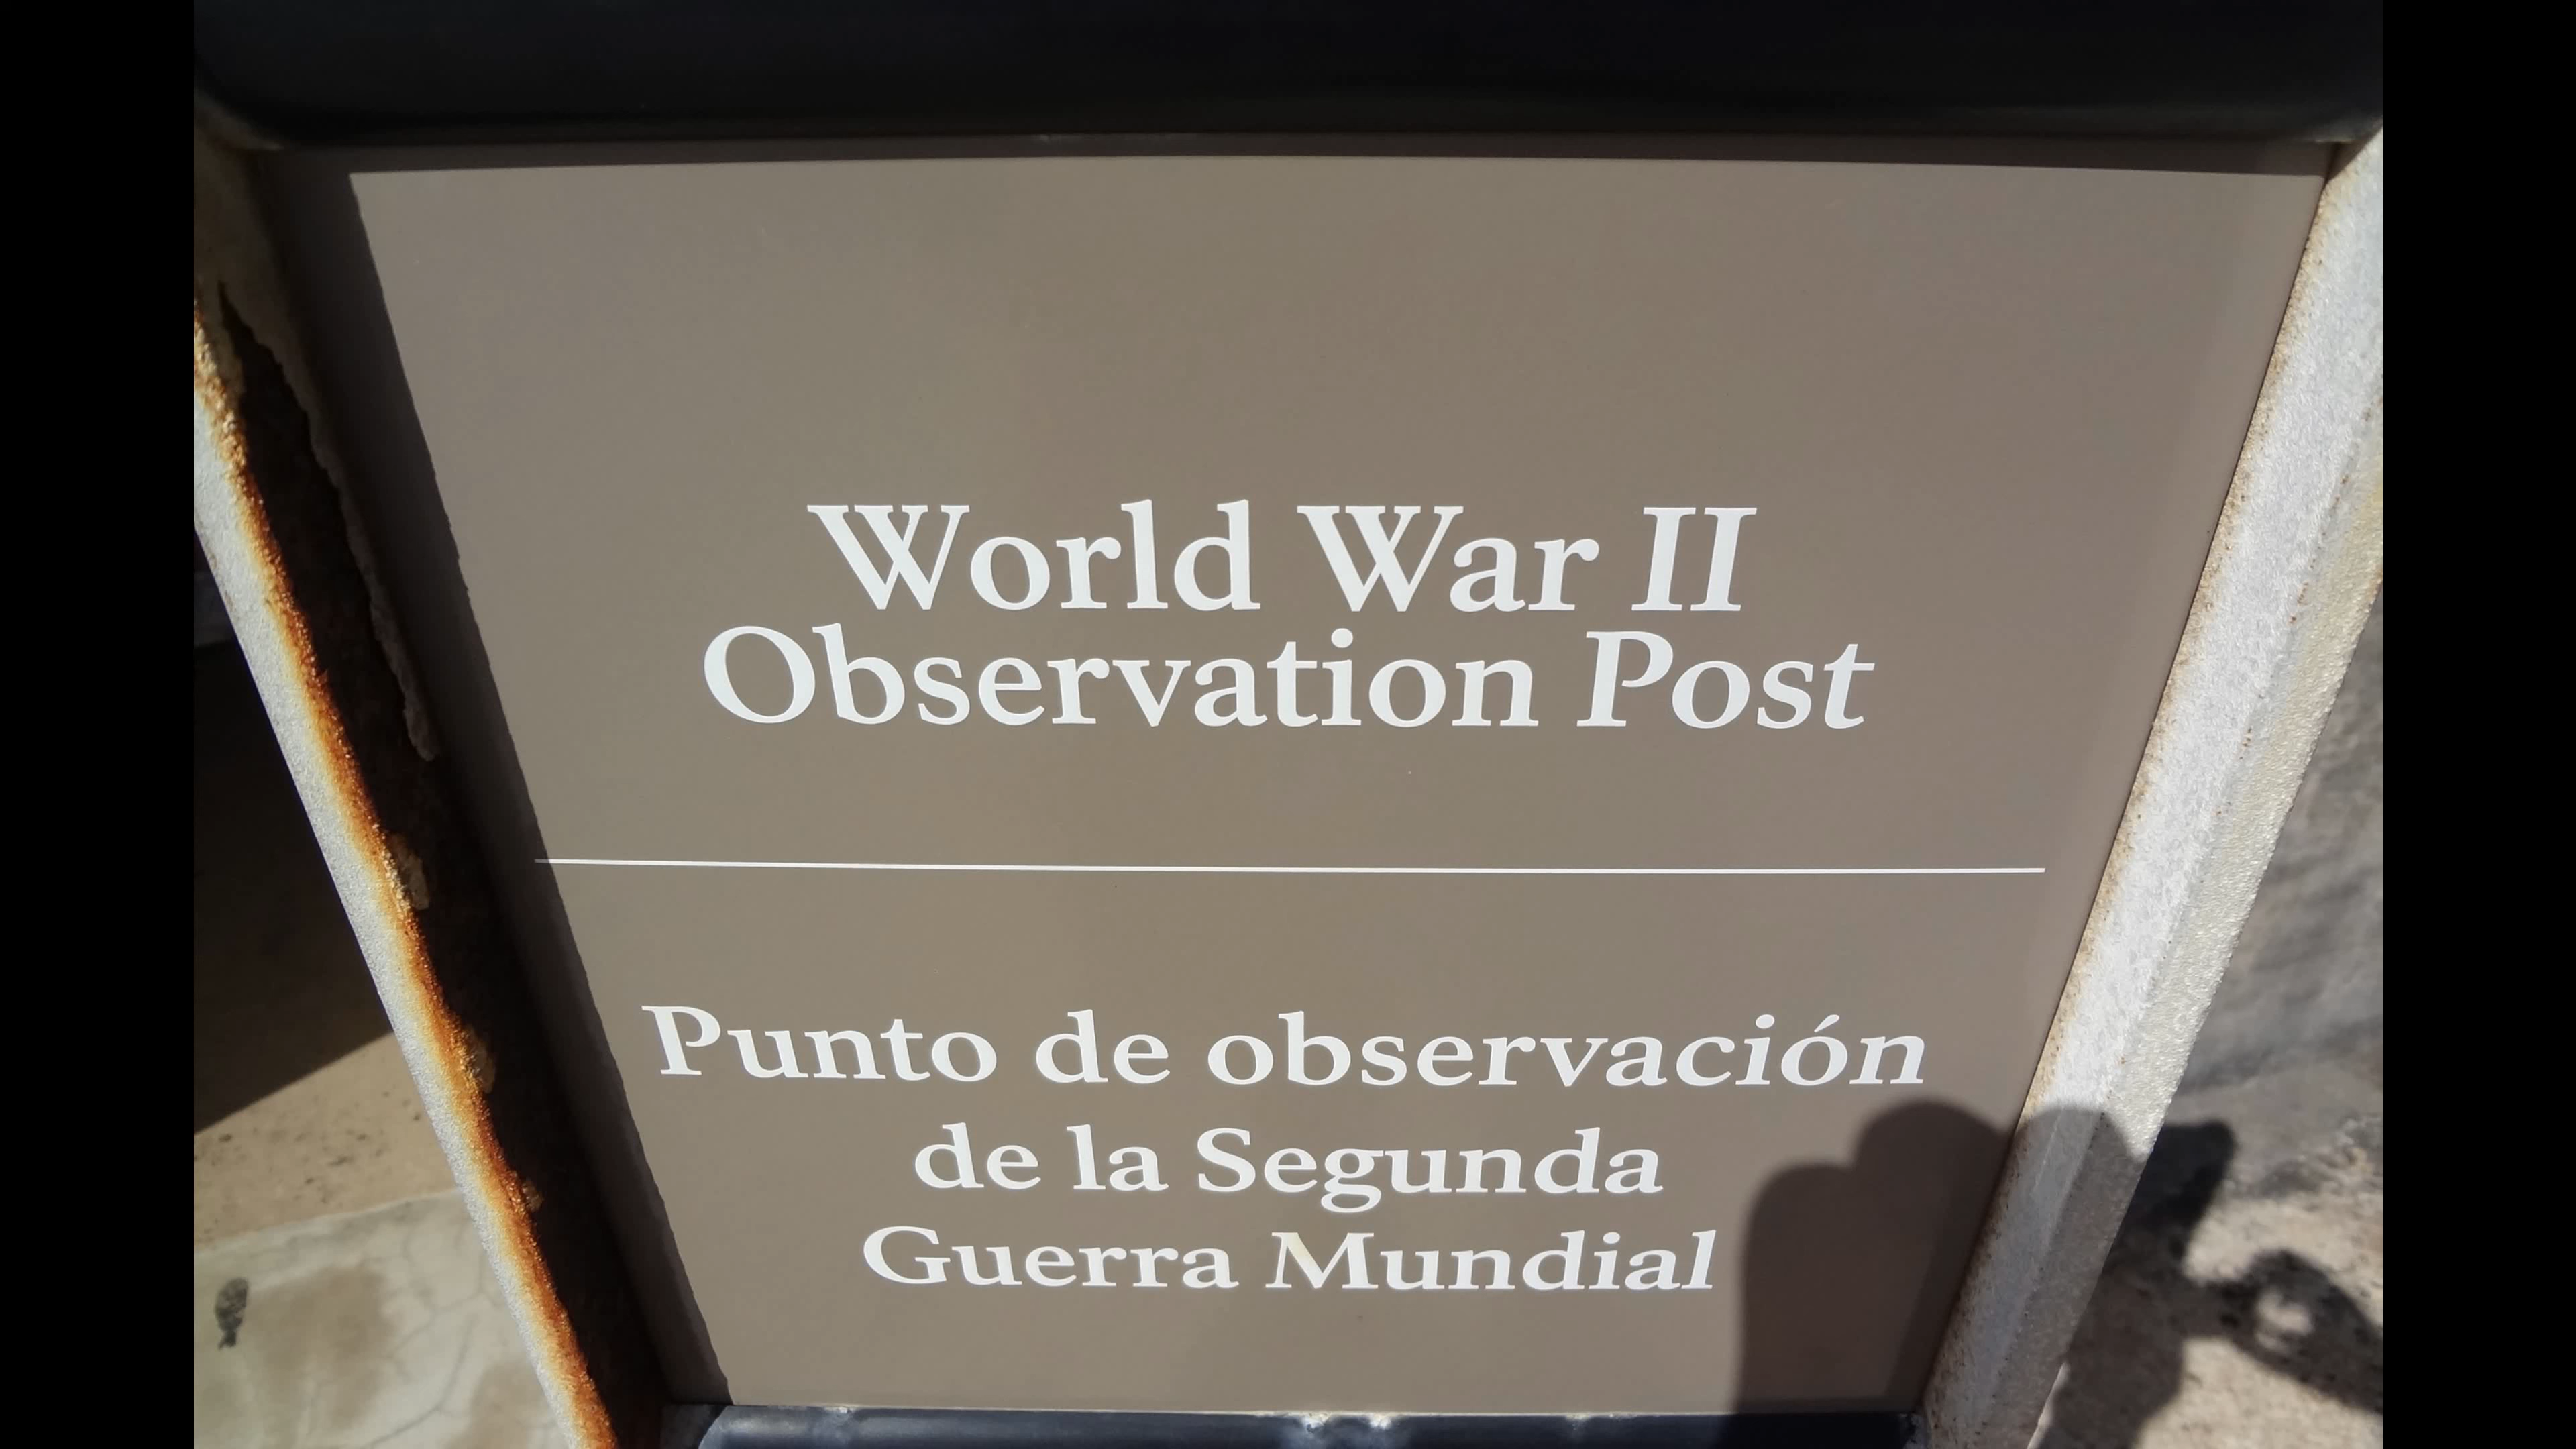 World War II
Observation Post
Punto de observación
de la Segunda
Guerra Mundial